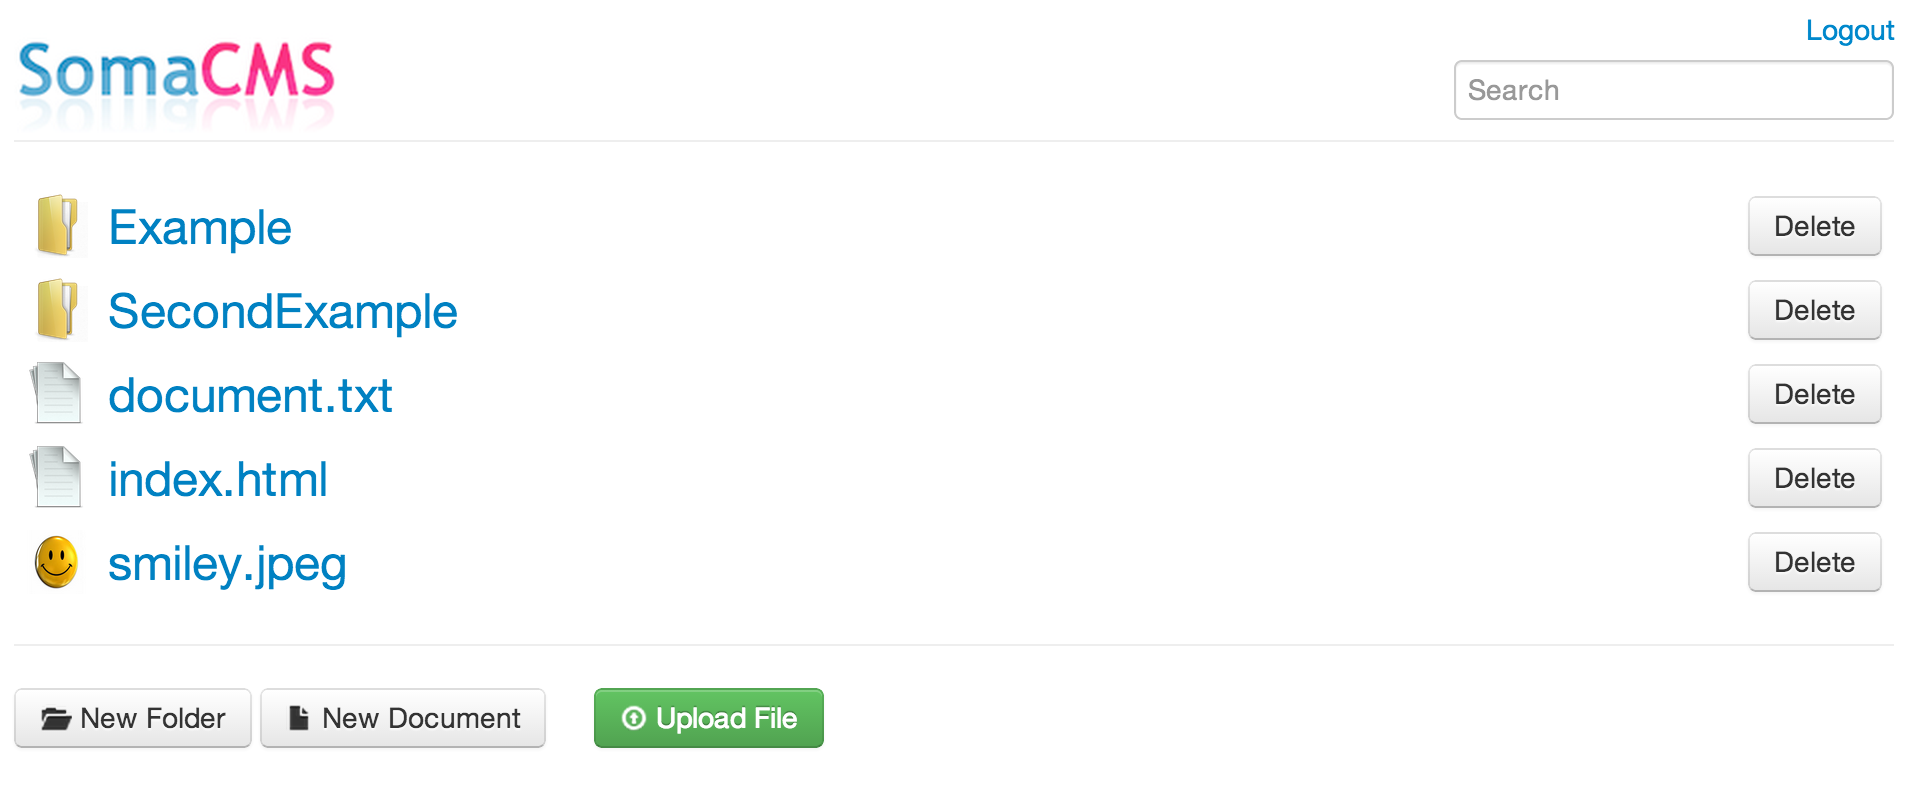 Logout
SomaCMS
Search
Example Delete
SecondExample Delete
document.txt Delete
index.html Delete
smiley.jpeg Delete
New Folder New Document Upload File